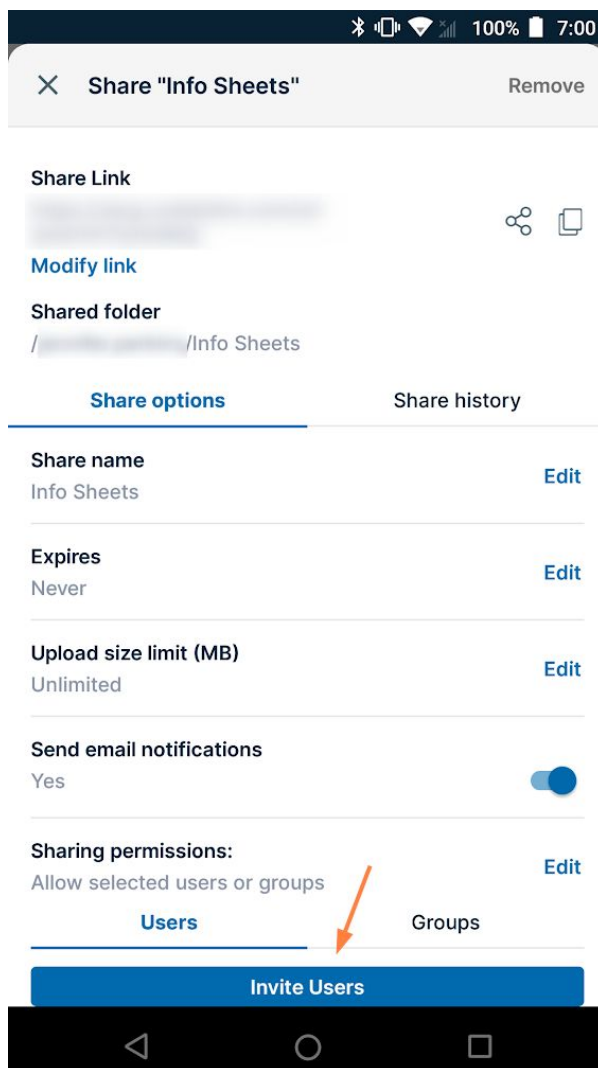 100% 7:00
Share "Info Sheets" Remove
Share Link
Modify link
Shared folder
/ /Info Sheets
Share options Share history
Share name
Edit
Info Sheets
Expires
Edit
Never
Upload size limit (MB)
Edit
Unlimited
Send email notifications
Yes
Sharing permissions:
Edit
Allow selected users or groups
Users Groups
Invite Users